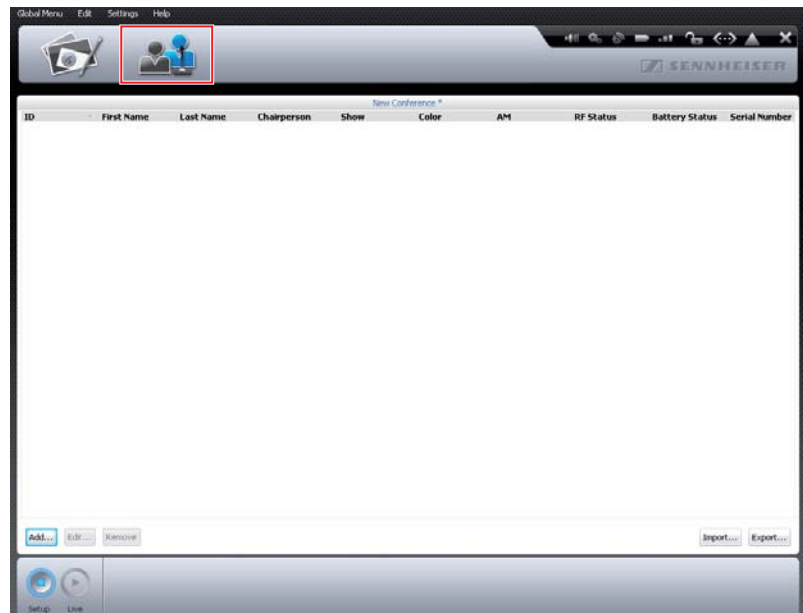 Global Menu Edit Settings Help
SENNHEISER
New Conference *
ID First Name Last Name Chairperson Show Color AM RF Status Battery Status Serial Number
Add... Edit... Remove Import... Export...
Setup Live